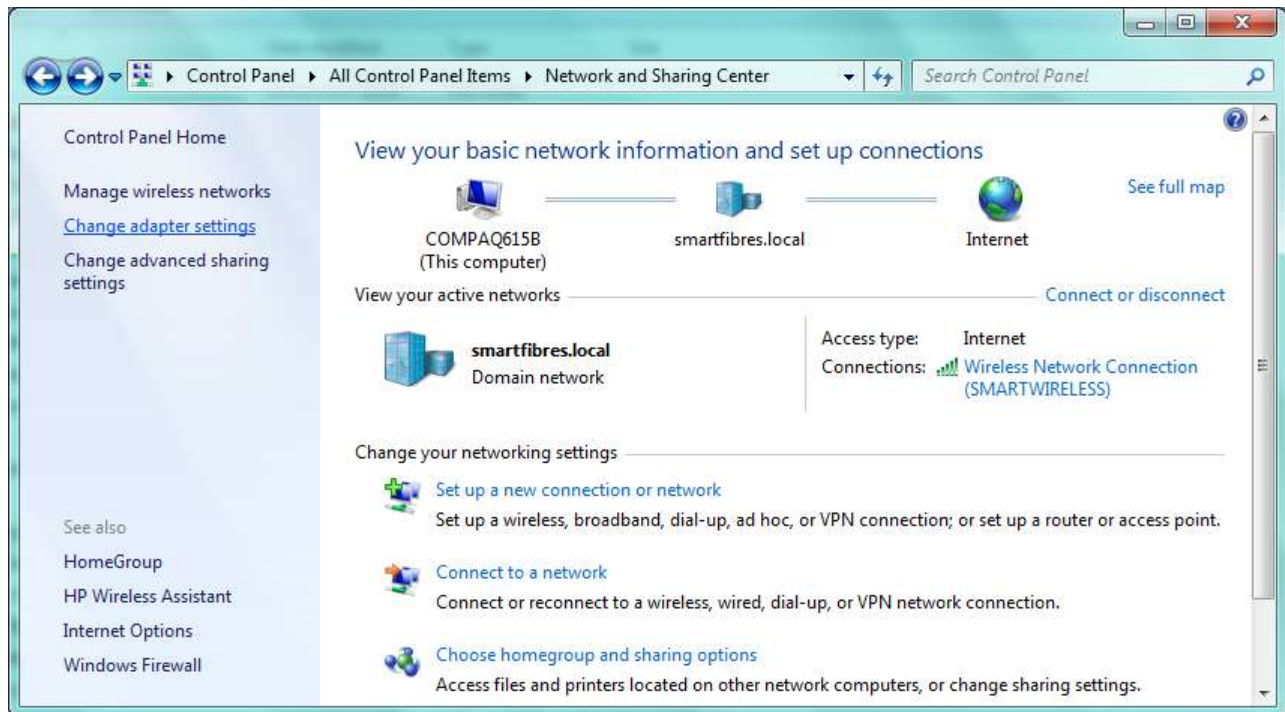 Control Panel ▸ All Control Panel Items ▸ Network and Sharing Center
Search Control Panel
Control Panel Home
Manage wireless networks
Change adapter settings
Change advanced sharing
settings
See also
HomeGroup
HP Wireless Assistant
Internet Options
Windows Firewall
View your basic network information and set up connections
See full map
COMPAQ615B
(This computer)
smartfibres.local
Internet
View your active networks
Connect or disconnect
smartfibres.local
Domain network
Access type: Internet
Connections: Wireless Network Connection
(SMARTWIRELESS)
Change your networking settings
Set up a new connection or network
Set up a wireless, broadband, dial-up, ad hoc, or VPN connection; or set up a router or access point.
Connect to a network
Connect or reconnect to a wireless, wired, dial-up, or VPN network connection.
Choose homegroup and sharing options
Access files and printers located on other network computers, or change sharing settings.